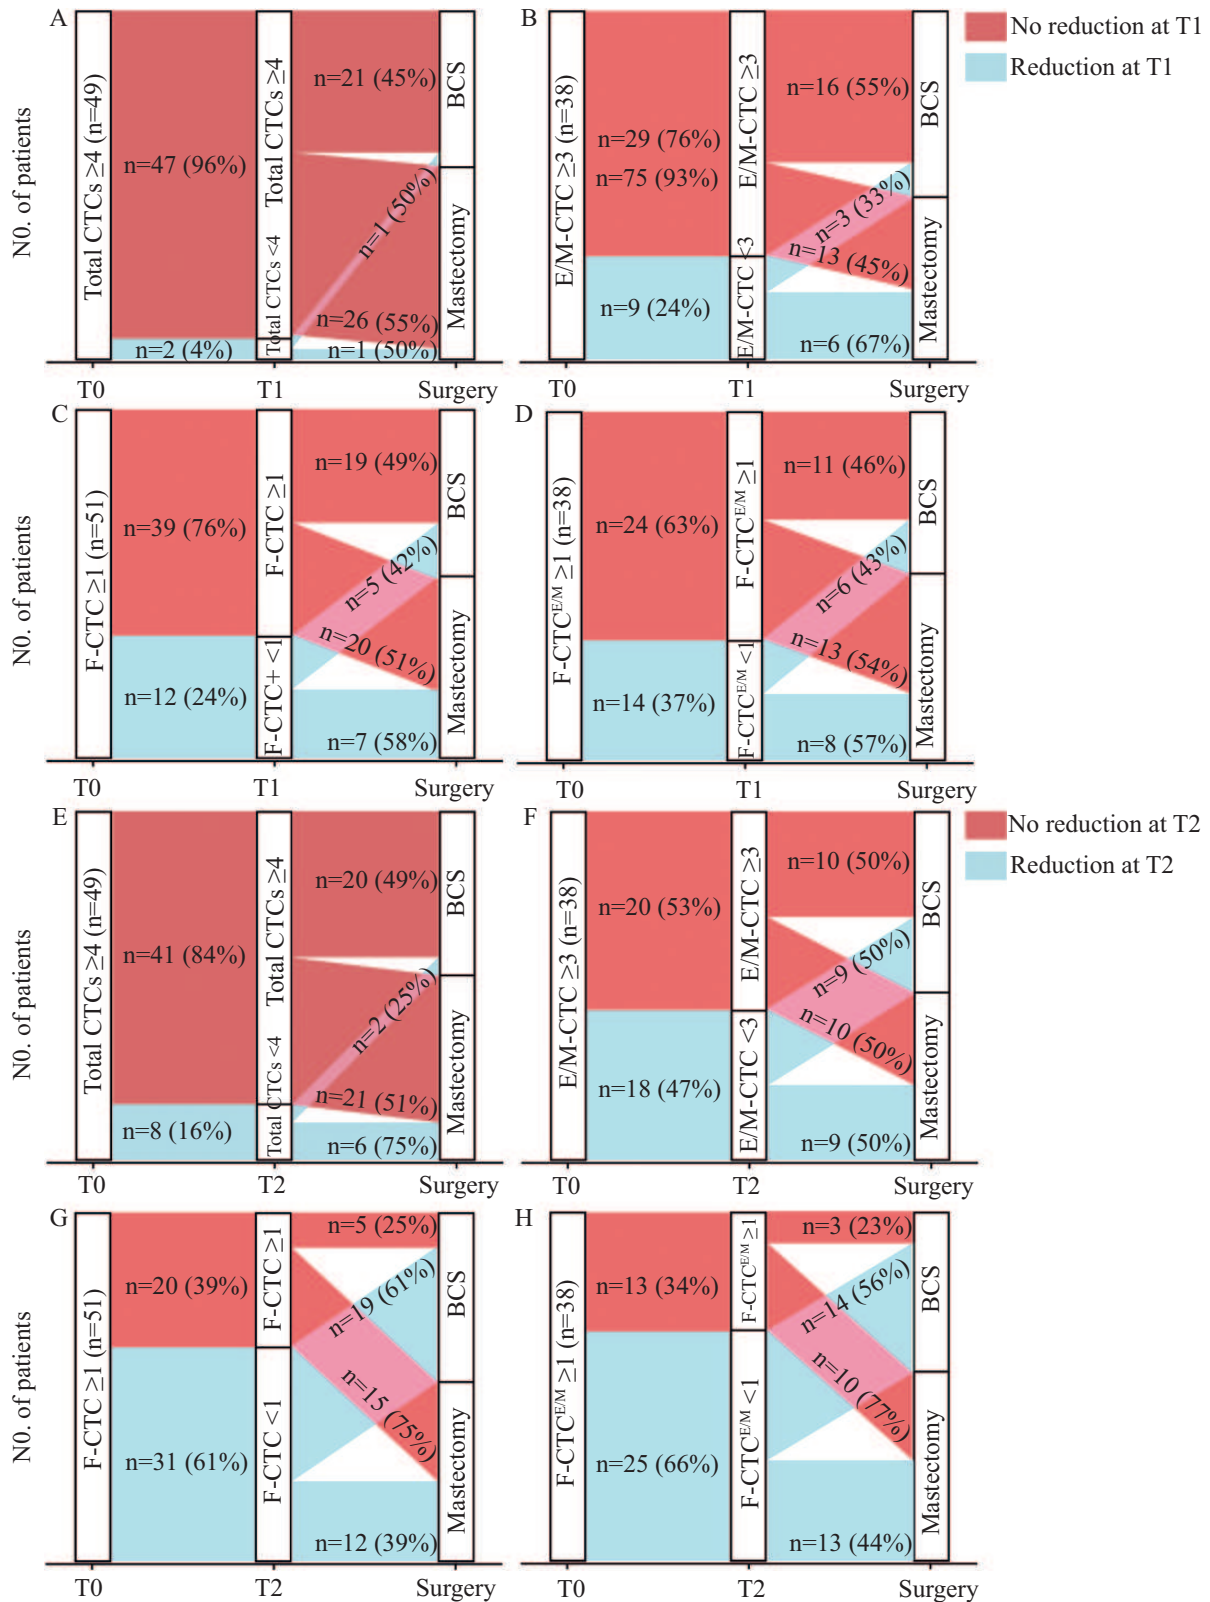 A
B
No reduction at T1
Reduction at T1
N0. of patients
Total CTCs ≥4 (n=49)
n=47 (96%)
n=2 (4%)
Total CTCs ≥4
Total CTCs <4
n=21 (45%)
n=1 (50%)
n=26 (55%)
n=1 (50%)
BCS
Mastectomy
T0
T1
Surgery
E/M-CTC ≥3 (n=38)
n=29 (76%)
n=75 (93%)
n=9 (24%)
E/M-CTC ≥3
E/M-CTC <3
n=16 (55%)
n=3 (33%)
n=13 (45%)
n=6 (67%)
BCS
Mastectomy
T0
T1
Surgery
C
D
N0. of patients
F-CTC ≥1 (n=51)
n=39 (76%)
n=12 (24%)
F-CTC ≥1
F-CTC+ <1
n=19 (49%)
n=5 (42%)
n=20 (51%)
n=7 (58%)
BCS
Mastectomy
T0
T1
Surgery
F-CTC^E/M ≥1 (n=38)
n=24 (63%)
n=14 (37%)
F-CTC^E/M ≥1
F-CTC^E/M <1
n=11 (46%)
n=6 (43%)
n=13 (54%)
n=8 (57%)
BCS
Mastectomy
T0
T1
Surgery
E
F
No reduction at T2
Reduction at T2
N0. of patients
Total CTCs ≥4 (n=49)
n=41 (84%)
n=8 (16%)
Total CTCs ≥4
Total CTCs <4
n=20 (49%)
n=2 (25%)
n=21 (51%)
n=6 (75%)
BCS
Mastectomy
T0
T2
Surgery
E/M-CTC ≥3 (n=38)
n=20 (53%)
n=18 (47%)
E/M-CTC ≥3
E/M-CTC <3
n=10 (50%)
n=9 (50%)
n=10 (50%)
n=9 (50%)
BCS
Mastectomy
T0
T2
Surgery
G
H
N0. of patients
F-CTC ≥1 (n=51)
n=20 (39%)
n=31 (61%)
F-CTC ≥1
F-CTC <1
n=5 (25%)
n=19 (61%)
n=15 (75%)
n=12 (39%)
BCS
Mastectomy
T0
T2
Surgery
F-CTC^E/M ≥1 (n=38)
n=13 (34%)
n=25 (66%)
F-CTC^E/M ≥1
F-CTC^E/M <1
n=3 (23%)
n=14 (56%)
n=10 (77%)
n=13 (44%)
BCS
Mastectomy
T0
T2
Surgery